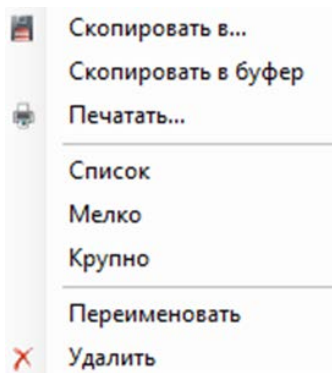 Скопировать в...
Скопировать в буфер
Печатать...
Список
Мелко
Крупно
Переименовать
Удалить